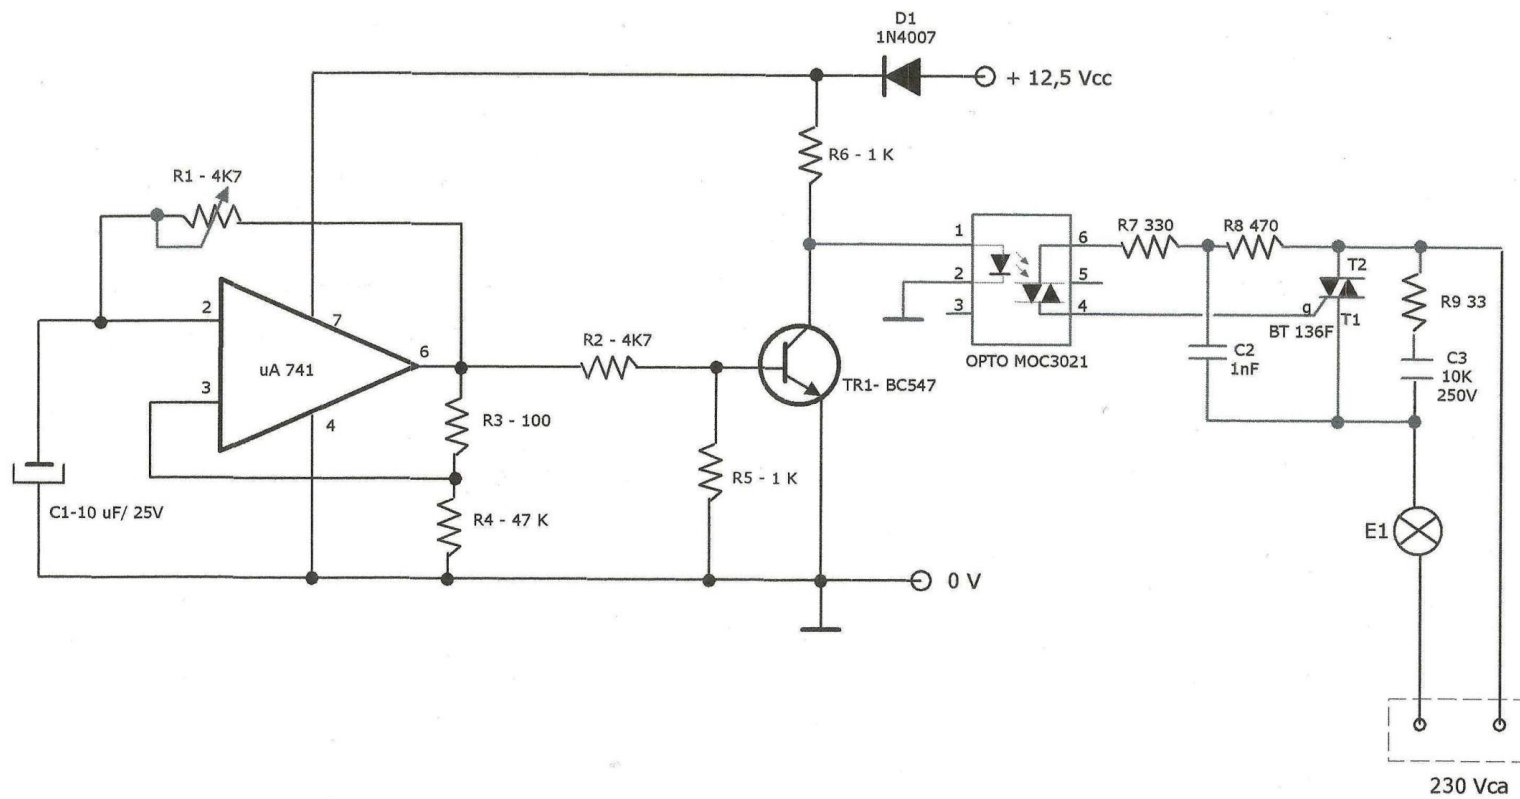 D1
1N4007
+ 12,5 Vcc
R6 - 1 K
R1 - 4K7
2
7
uA 741
6
3
4
R2 - 4K7
TR1- BC547
R3 - 100
R4 - 47 K
R5 - 1 K
C1-10 uF/ 25V
0 V
1
2
3
6
5
4
OPTO MOC3021
R7 330
R8 470
T2
g
T1
BT 136F
R9 33
C2
1nF
C3
10K
250V
E1
230 Vca